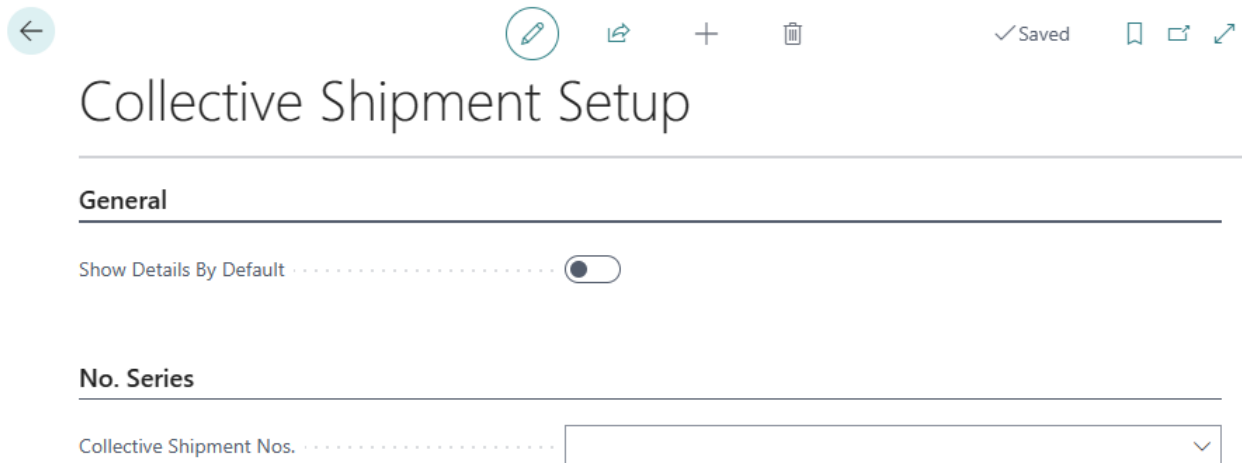 Saved
Collective Shipment Setup
General
Show Details By Default
No. Series
Collective Shipment Nos.